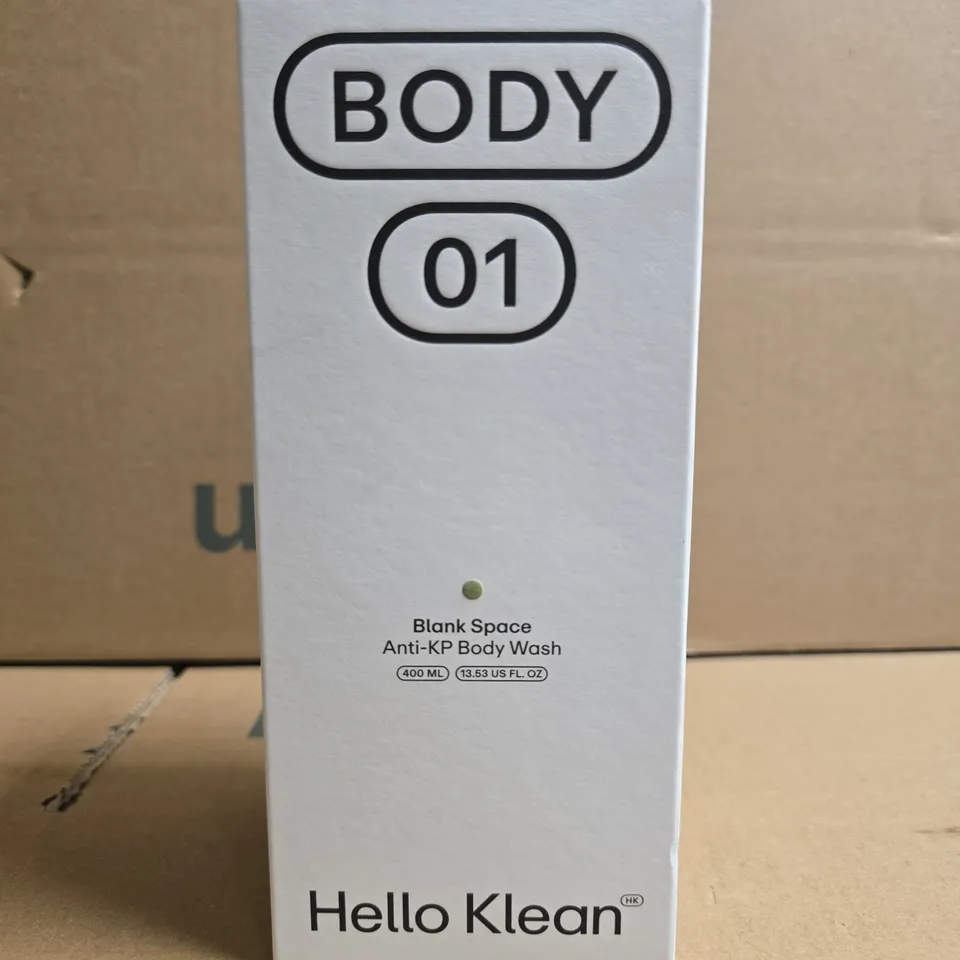 BODY
01
Blank Space
Anti-KP Body Wash
400 ML 13.53 US FL. OZ
Hello Klean HK